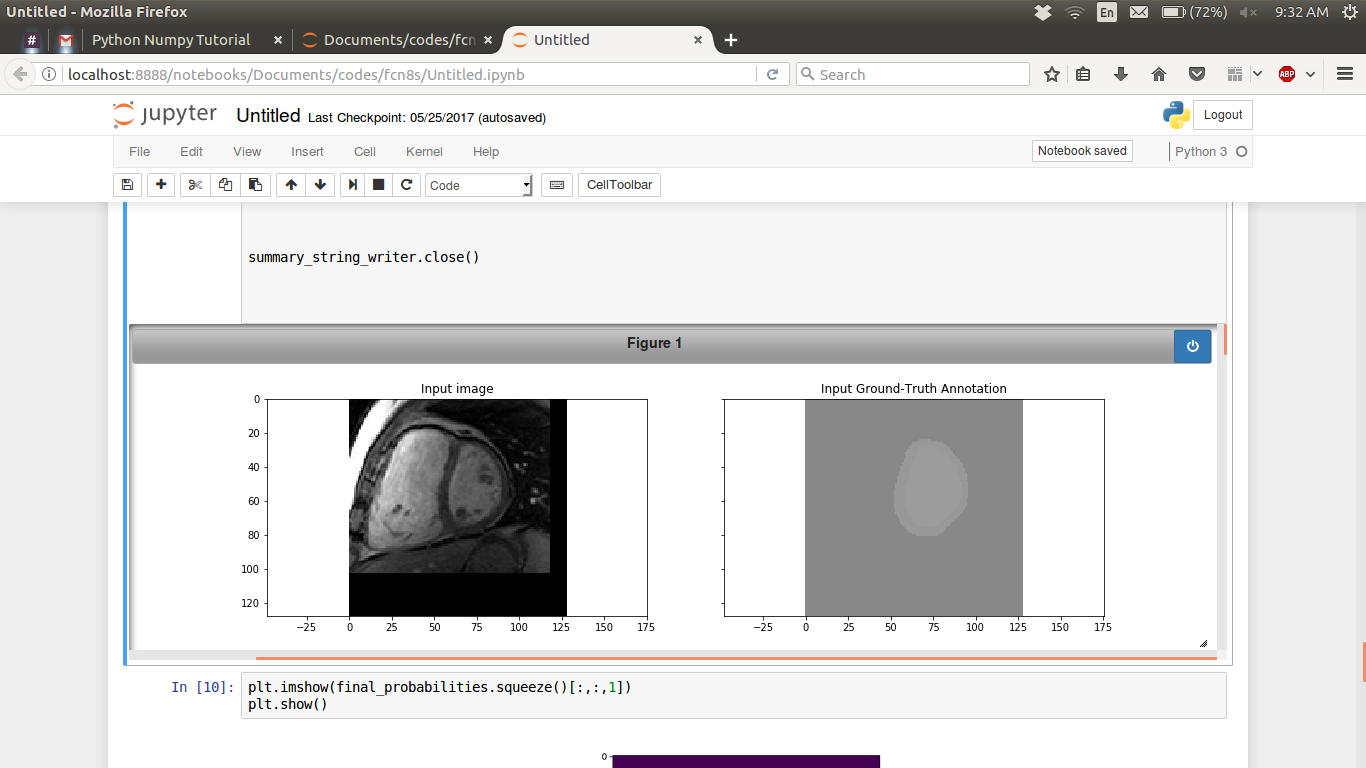 Untitled - Mozilla Firefox
En
(72%)
9:32 AM
#
Python Numpy Tutorial
Documents/codes/fcn
Untitled
localhost:8888/notebooks/Documents/codes/fcn8s/Untitled.ipynb
Search
ABP
jupyter
Untitled
Last Checkpoint: 05/25/2017 (autosaved)
Logout
File
Edit
View
Insert
Cell
Kernel
Help
Notebook saved
Python 3
Code
CellToolbar
summary_string_writer.close()
Figure 1
Input image
Input Ground-Truth Annotation
0
20
40
60
80
100
120
−25
0
25
50
75
100
125
150
175
−25
0
25
50
75
100
125
150
175
In [10]:
plt.imshow(final_probabilities.squeeze()[:,:,1])
plt.show()
0